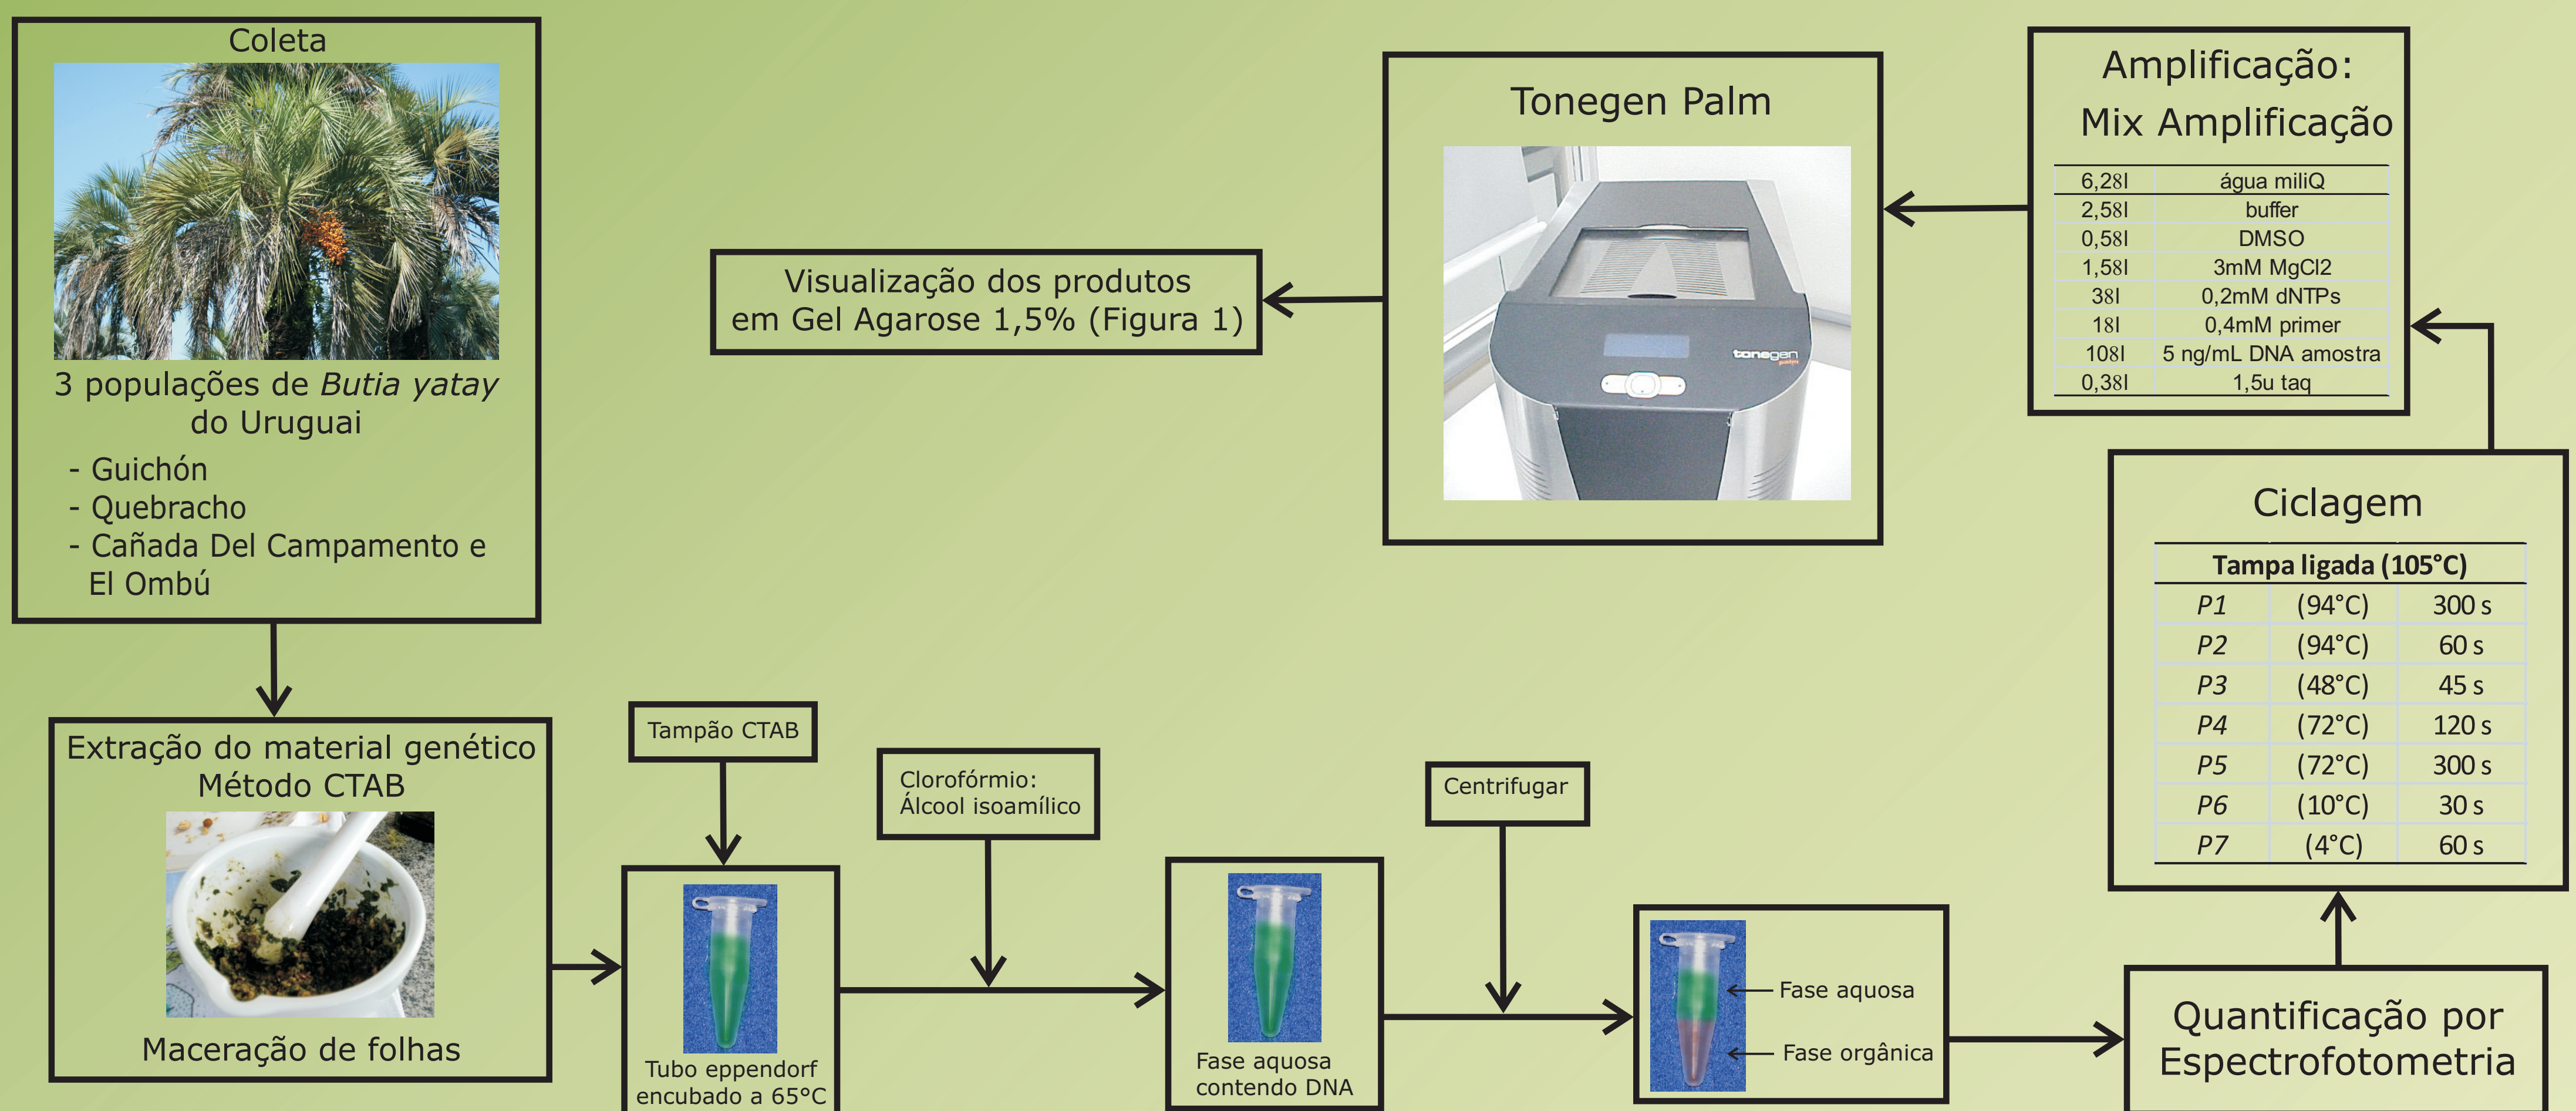 Coleta
3 populações de Butia yatay
do Uruguai
- Guichón
- Quebracho
- Cañada Del Campamento e
El Ombú
Extração do material genético
Método CTAB
Maceração de folhas
Tampão CTAB
Tubo eppendorf
encubado a 65°C
Clorofórmio:
Álcool isoamílico
Fase aquosa
contendo DNA
Centrifugar
Fase aquosa
Fase orgânica
Quantificação por
Espectrofotometria
Ciclagem
Tampa ligada (105°C)
P1 (94°C) 300 s
P2 (94°C) 60 s
P3 (48°C) 45 s
P4 (72°C) 120 s
P5 (72°C) 300 s
P6 (10°C) 30 s
P7 (4°C) 60 s
Amplificação:
Mix Amplificação
6,28l água miliQ
2,58l buffer
0,58l DMSO
1,58l 3mM MgCl2
38l 0,2mM dNTPs
18l 0,4mM primer
108l 5 ng/mL DNA amostra
0,38l 1,5u taq
Tonegen Palm
tonegen
Visualização dos produtos
em Gel Agarose 1,5% (Figura 1)